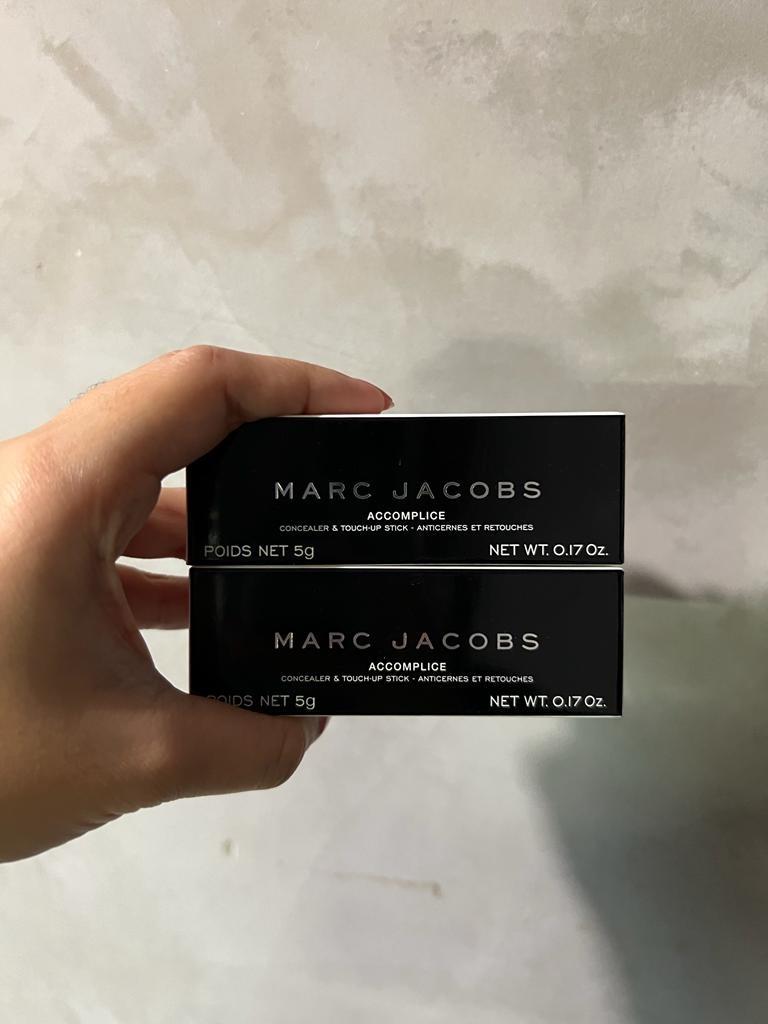 MARC JACOBS
ACCOMPLICE
CONCEALER & TOUCH-UP STICK - ANTICERNES ET RETOUCHES
POIDS NET 5g NET WT. 0.17 Oz.
MARC JACOBS
ACCOMPLICE
CONCEALER & TOUCH-UP STICK - ANTICERNES ET RETOUCHES
POIDS NET 5g NET WT. 0.17 Oz.